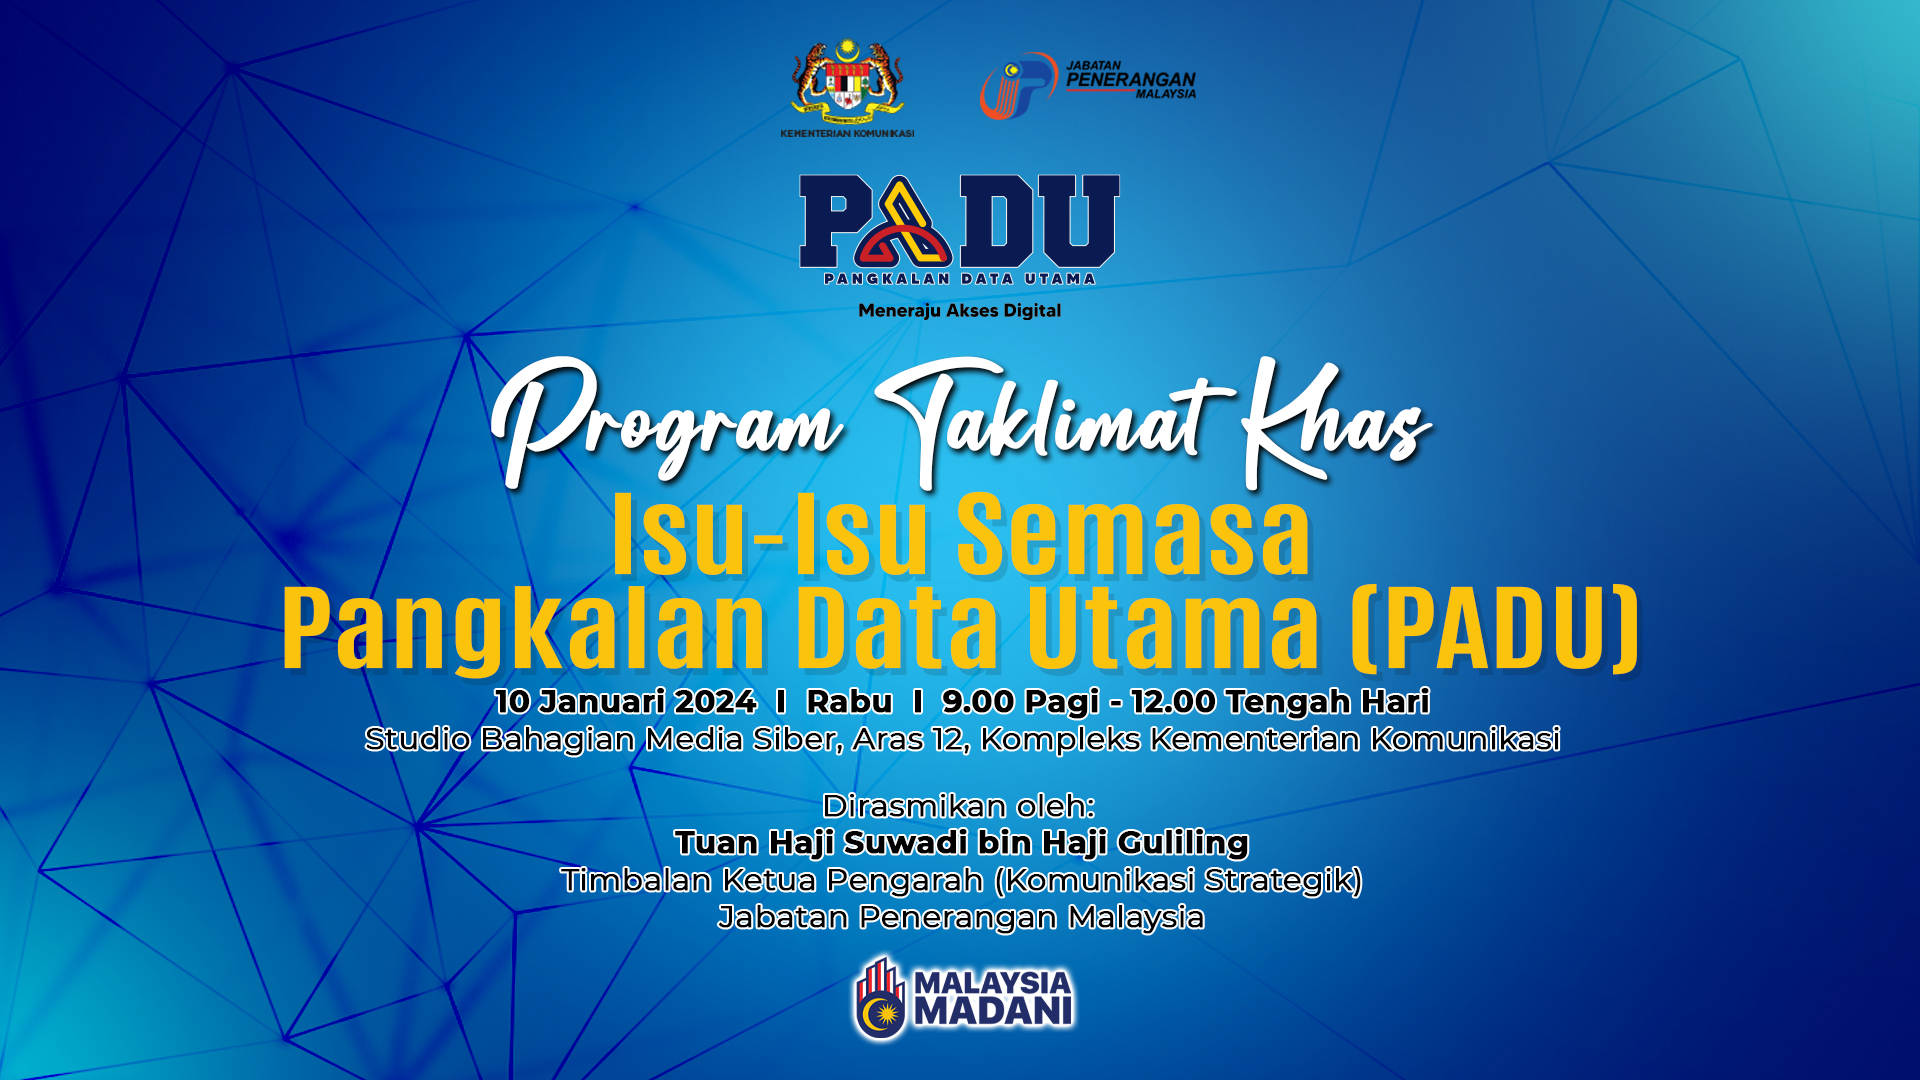 KEMENTERIAN KOMUNIKASI
JABATAN
PENERANGAN
MALAYSIA
PADU
PANGKALAN DATA UTAMA
Meneraju Akses Digital
Program Taklimat Khas
Isu-Isu Semasa
Pangkalan Data Utama (PADU)
10 Januari 2024 I Rabu I 9.00 Pagi - 12.00 Tengah Hari
Studio Bahagian Media Siber, Aras 12, Kompleks Kementerian Komunikasi
Dirasmikan oleh:
Tuan Haji Suwadi bin Haji Guliling
Timbalan Ketua Pengarah (Komunikasi Strategik)
Jabatan Penerangan Malaysia
MALAYSIA
MADANI